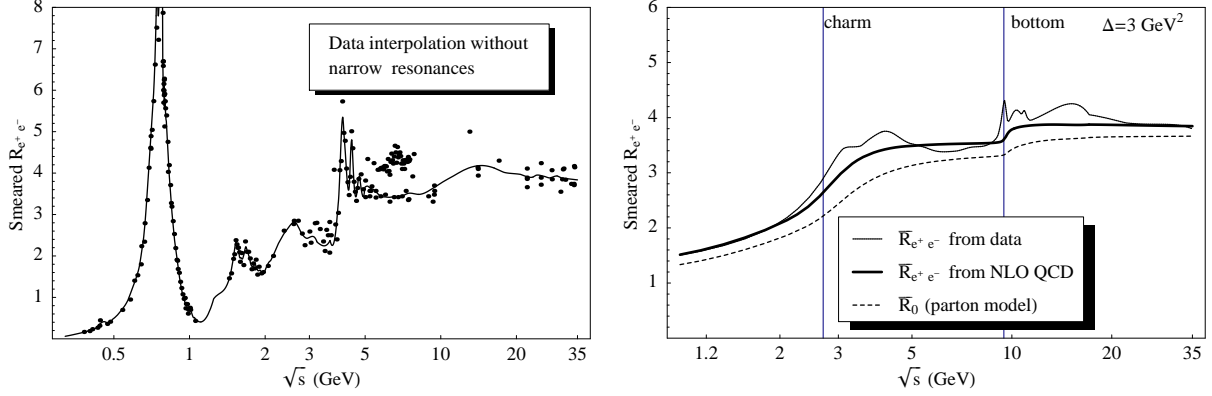 8
7
6
5
4
3
2
1
Smeared R e⁺ e⁻
Data interpolation without
narrow resonances
0.5 1 2 3 5 10 20 35
√s (GeV)
6
5
4
3
2
1
Smeared R e⁺ e⁻
charm
bottom
Δ=3 GeV²
R̅ e⁺ e⁻ from data
R̅ e⁺ e⁻ from NLO QCD
R̅₀ (parton model)
1.2 2 3 5 10 15 35
√s (GeV)